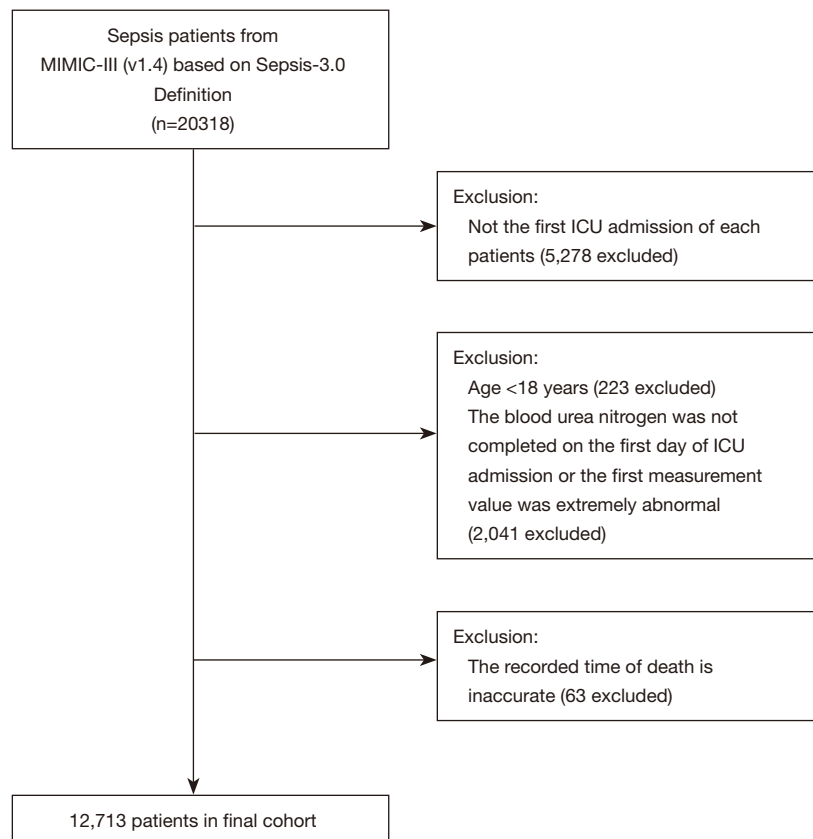 Sepsis patients from
MIMIC-III (v1.4) based on Sepsis-3.0
Definition
(n=20318)
Exclusion:
Not the first ICU admission of each
patients (5,278 excluded)
Exclusion:
Age <18 years (223 excluded)
The blood urea nitrogen was not
completed on the first day of ICU
admission or the first measurement
value was extremely abnormal
(2,041 excluded)
Exclusion:
The recorded time of death is
inaccurate (63 excluded)
12,713 patients in final cohort